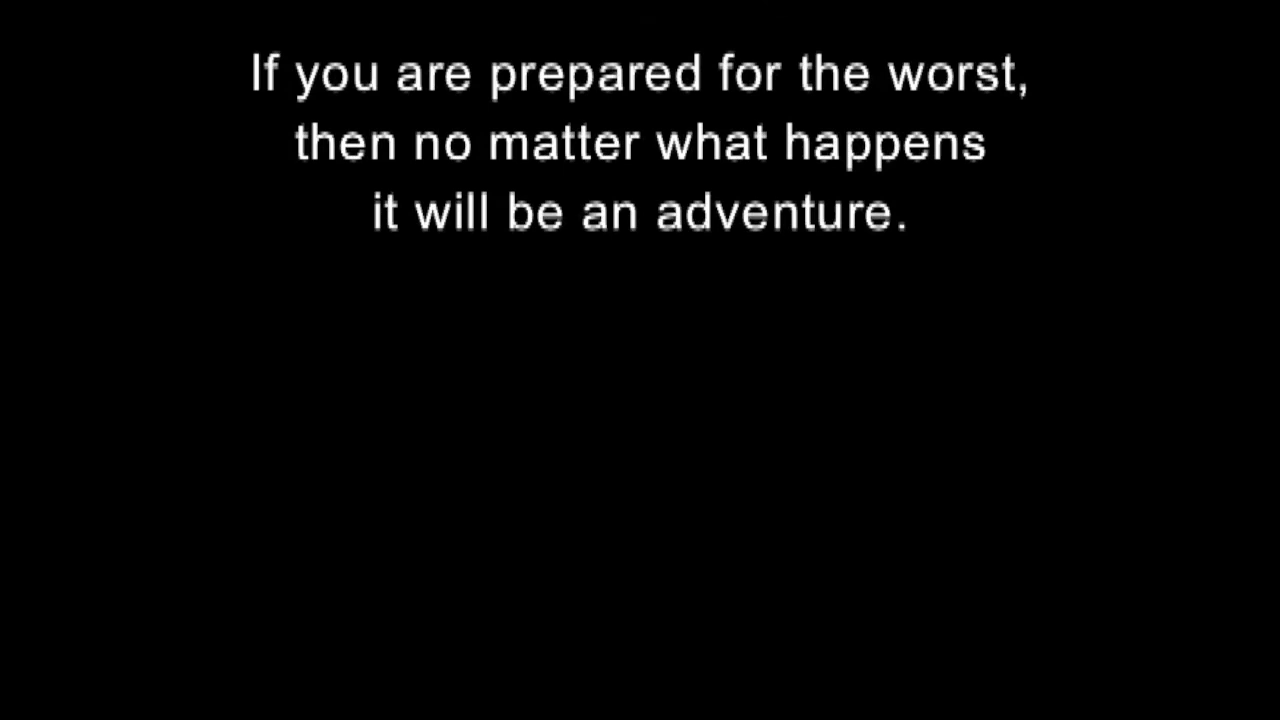 If you are prepared for the worst,
then no matter what happens
it will be an adventure.